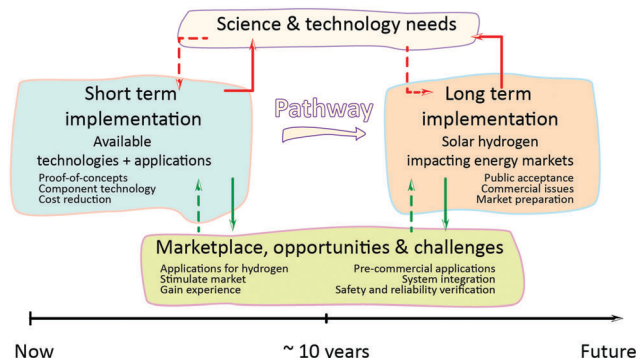 Science & technology needs
Short term
implementation
Available
technologies + applications
Proof-of-concepts
Component technology
Cost reduction
Pathway
Long term
implementation
Solar hydrogen
impacting energy markets
Public acceptance
Commercial issues
Market preparation
Marketplace, opportunities & challenges
Applications for hydrogen
Stimulate market
Gain experience
Pre-commercial applications
System integration
Safety and reliability verification
Now
~ 10 years
Future